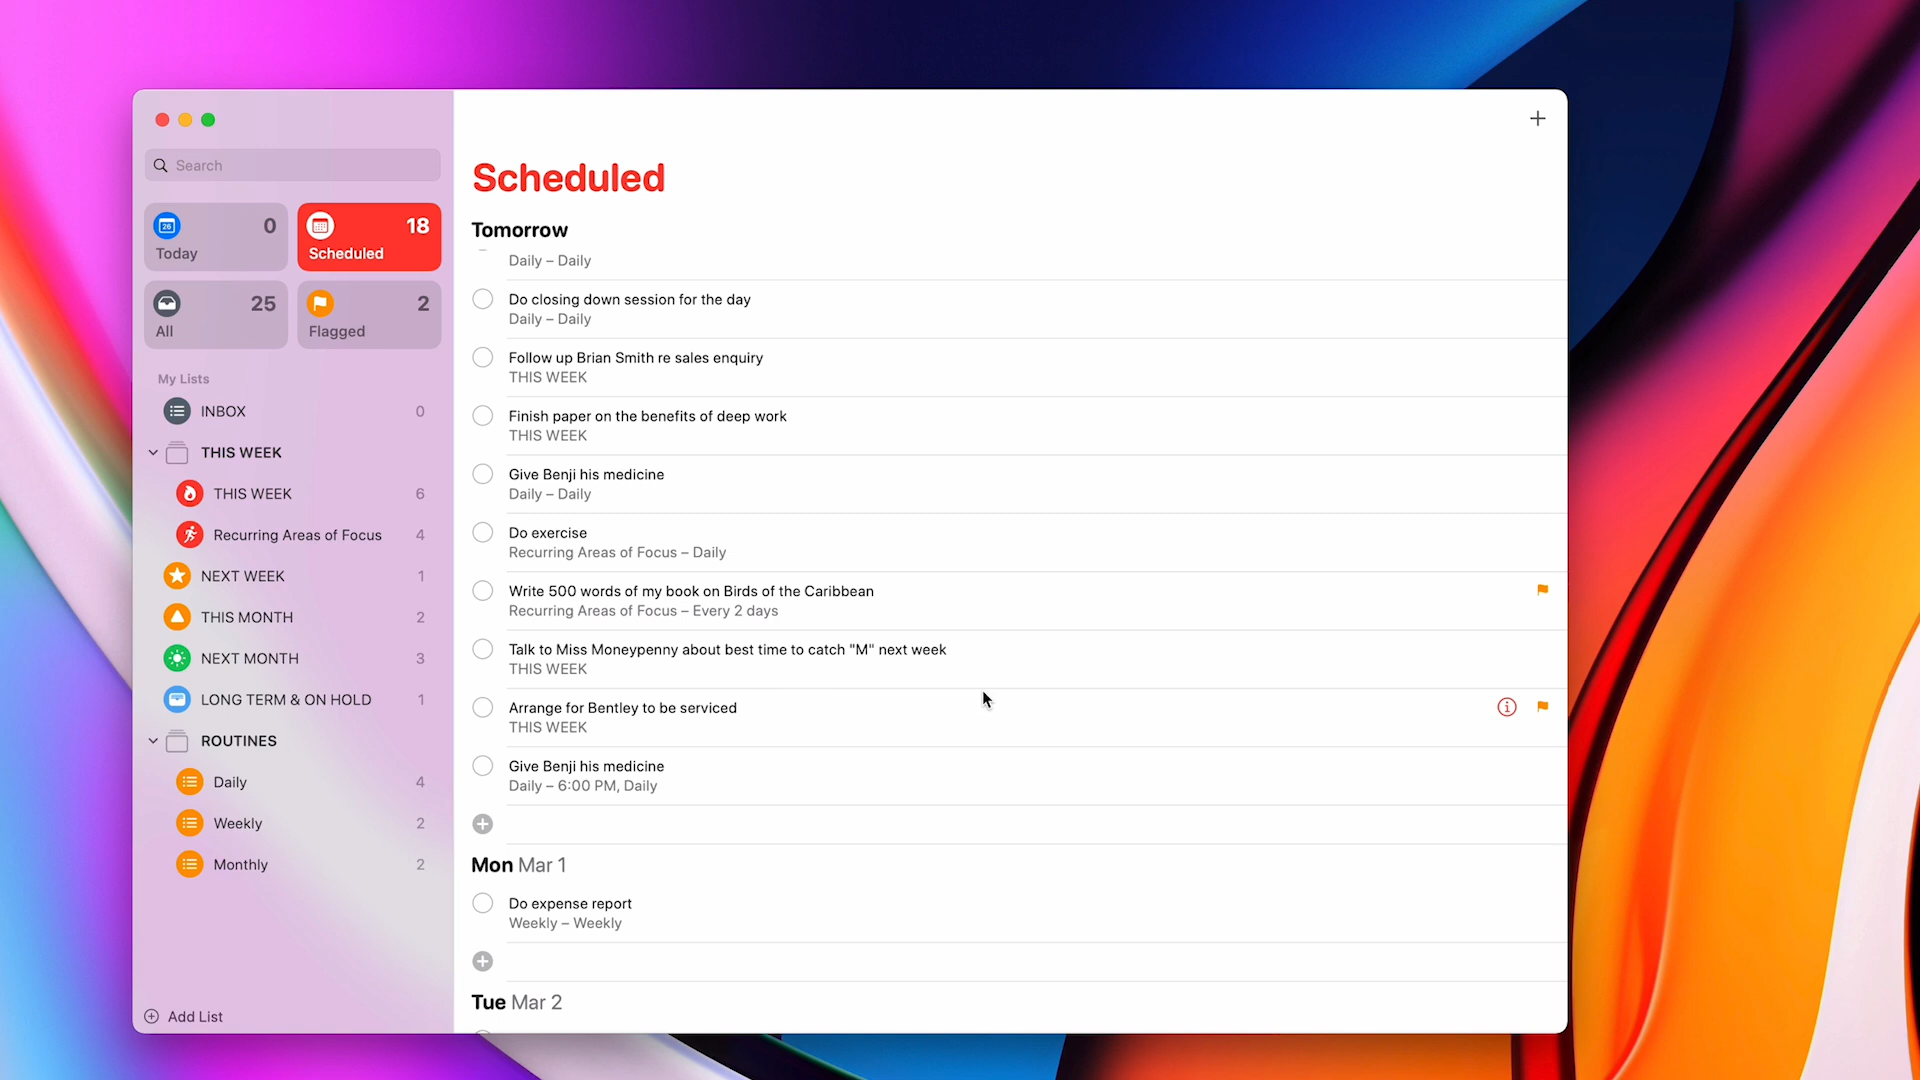 Search
26
0
Today
18
Scheduled
25
All
2
Flagged
My Lists
INBOX 0
THIS WEEK
THIS WEEK 6
Recurring Areas of Focus 4
NEXT WEEK 1
THIS MONTH 2
NEXT MONTH 3
LONG TERM & ON HOLD 1
ROUTINES
Daily 4
Weekly 2
Monthly 2
Add List
Scheduled
Tomorrow
Daily – Daily
Do closing down session for the day
Daily – Daily
Follow up Brian Smith re sales enquiry
THIS WEEK
Finish paper on the benefits of deep work
THIS WEEK
Give Benji his medicine
Daily – Daily
Do exercise
Recurring Areas of Focus – Daily
Write 500 words of my book on Birds of the Caribbean
Recurring Areas of Focus – Every 2 days
Talk to Miss Moneypenny about best time to catch "M" next week
THIS WEEK
Arrange for Bentley to be serviced
THIS WEEK
Give Benji his medicine
Daily – 6:00 PM, Daily
Mon Mar 1
Do expense report
Weekly – Weekly
Tue Mar 2